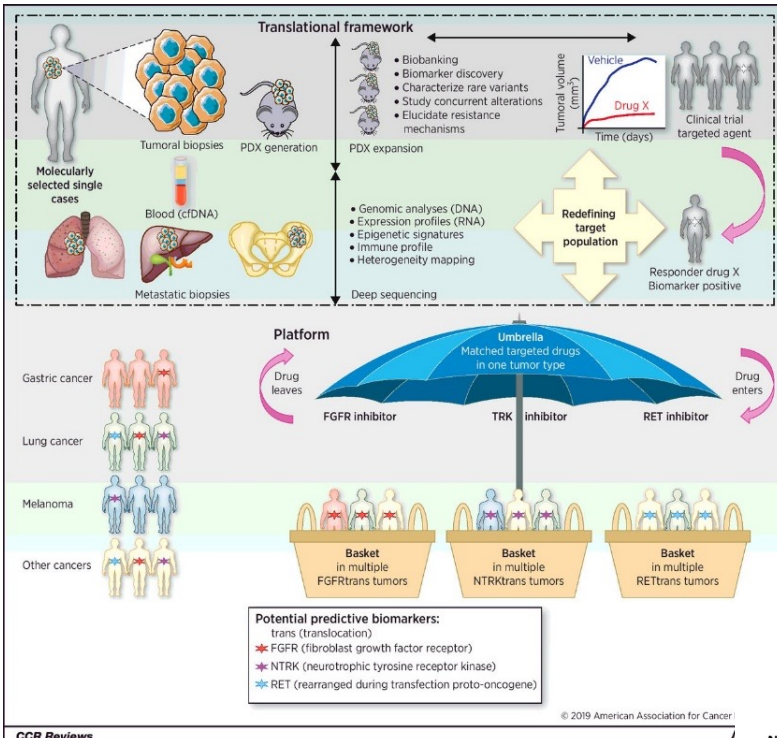 Translational framework
Molecularly
selected single
cases
Tumoral biopsies
PDX generation
PDX expansion
• Biobanking
• Biomarker discovery
• Characterize rare variants
• Study concurrent alterations
• Elucidate resistance
mechanisms
Tumoral volume
(mm³)
Vehicle
Drug X
Time (days)
Clinical trial
targeted agent
Blood (cfDNA)
Metastatic biopsies
• Genomic analyses (DNA)
• Expression profiles (RNA)
• Epigenetic signatures
• Immune profile
• Heterogeneity mapping
Deep sequencing
Redefining
target
population
Responder drug X
Biomarker positive
Platform
Umbrella
Matched targeted drugs
in one tumor type
Drug
leaves
Drug
enters
FGFR inhibitor
TRK inhibitor
RET inhibitor
Gastric cancer
Lung cancer
Melanoma
Other cancers
Basket
in multiple
FGFRtrans tumors
Basket
in multiple
NTRKtrans tumors
Basket
in multiple
RETtrans tumors
Potential predictive biomarkers:
trans (translocation)
FGFR (fibroblast growth factor receptor)
NTRK (neurotrophic tyrosine receptor kinase)
RET (rearranged during transfection proto-oncogene)
© 2019 American Association for Cancer
CCR Reviews